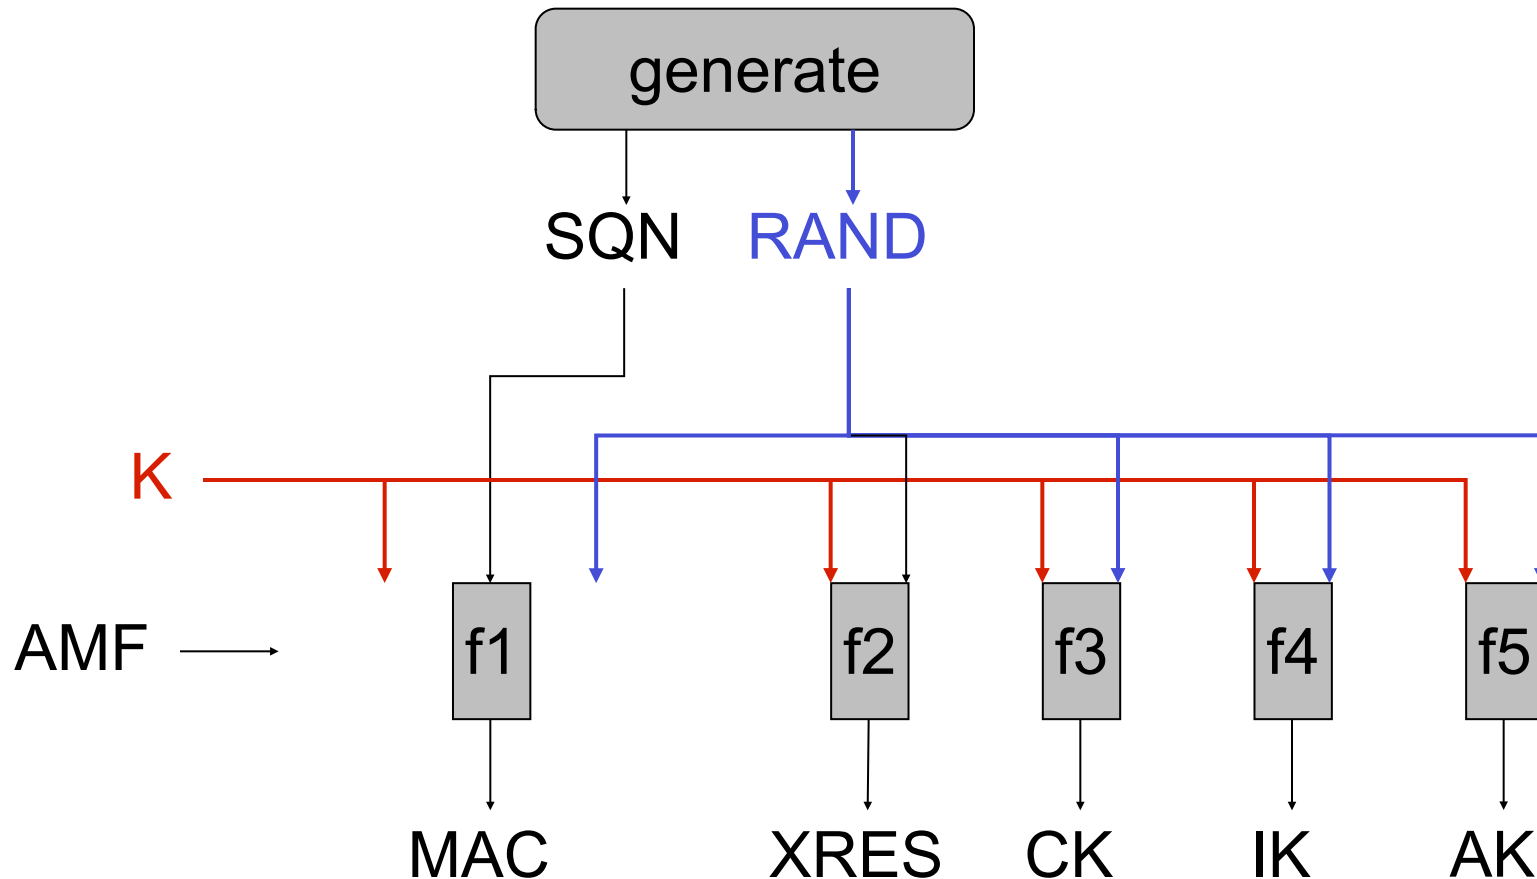 generate
SQN RAND
K
AMF f1 f2 f3 f4 f5
MAC XRES CK IK AK